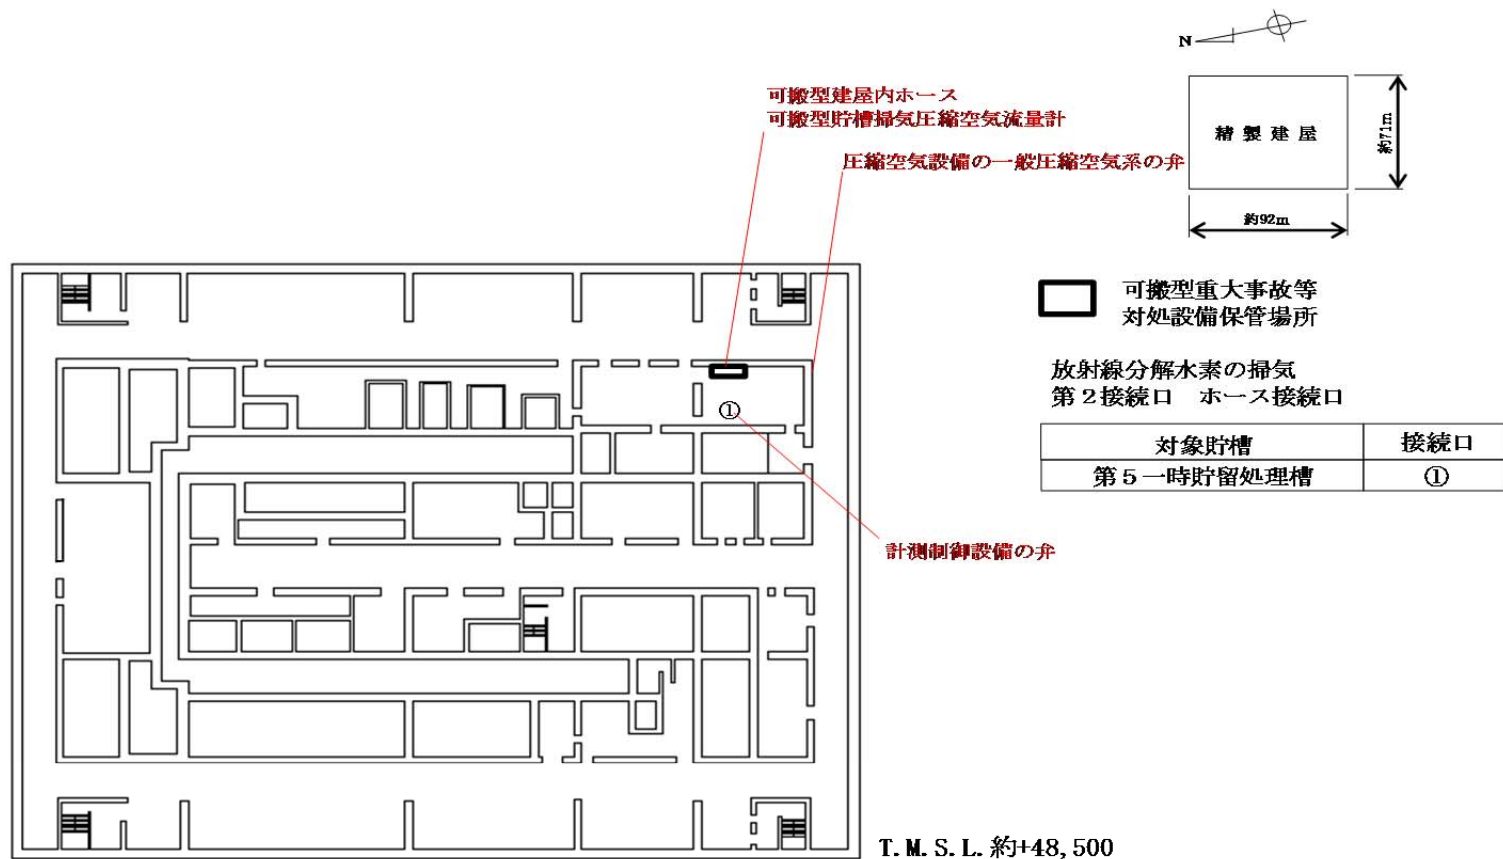 N
可搬型建屋内ホース
可搬型貯槽掃気圧縮空気流量計
圧縮空気設備の一般圧縮空気系の弁
精製建屋
約71m
約92m
可搬型重大事故等
対処設備保管場所
放射線分解水素の掃気
第2接続口 ホース接続口
対象貯槽 接続口
第5一時貯留処理槽 ①
①
計測制御設備の弁
T.M.S.L.約+48,500